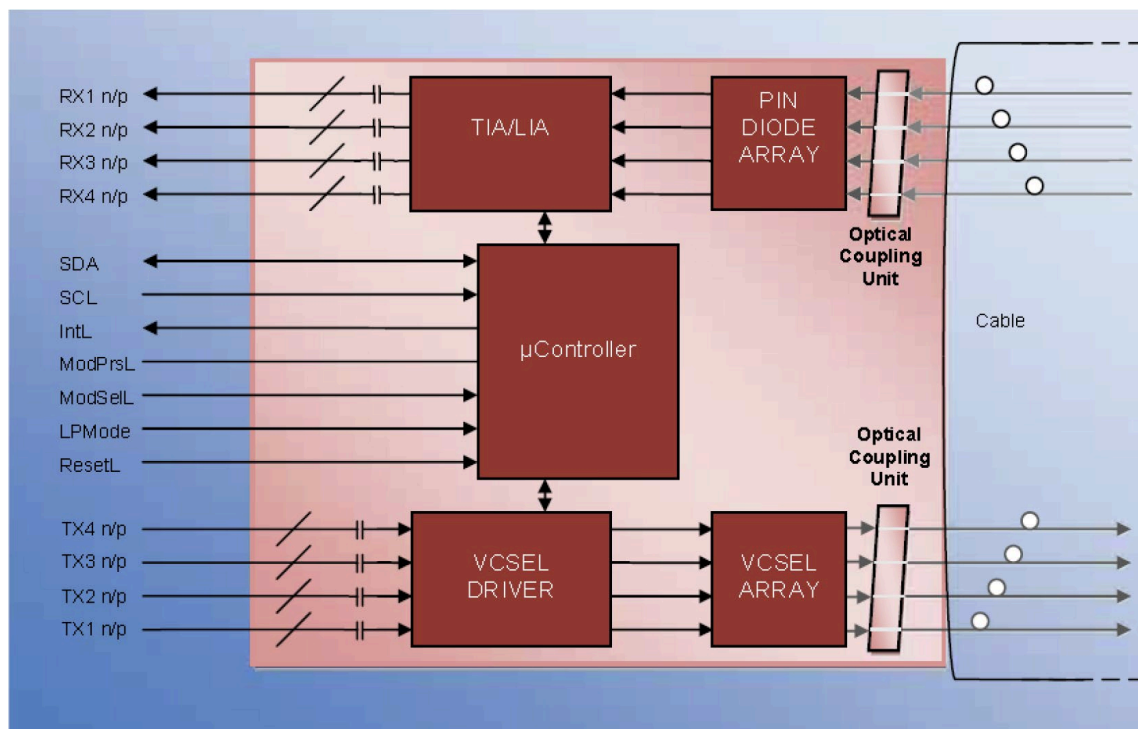 RX1 n/p
RX2 n/p
RX3 n/p
RX4 n/p
TIA/LIA
PIN
DIODE
ARRAY
Optical
Coupling
Unit
SDA
SCL
IntL
ModPrsL
ModSelL
LPMode
ResetL
µController
Cable
Optical
Coupling
Unit
TX4 n/p
TX3 n/p
TX2 n/p
TX1 n/p
VCSEL
DRIVER
VCSEL
ARRAY